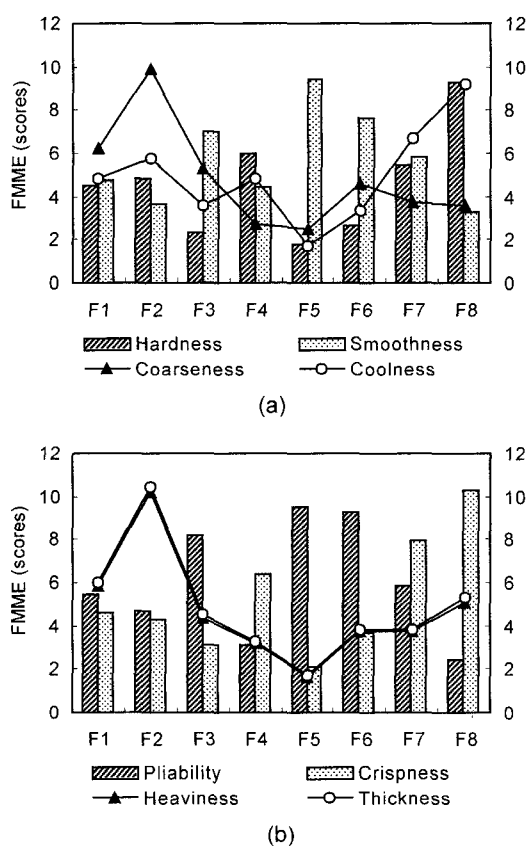 12 12
10 10
8 8
6 6
4 4
2 2
0 0
FMME (scores)
F1 F2 F3 F4 F5 F6 F7 F8
Hardness Smoothness
Coarseness Coolness
(a)
12 12
10 10
8 8
6 6
4 4
2 2
0 0
FMME (scores)
F1 F2 F3 F4 F5 F6 F7 F8
Pliability Crispness
Heaviness Thickness
(b)